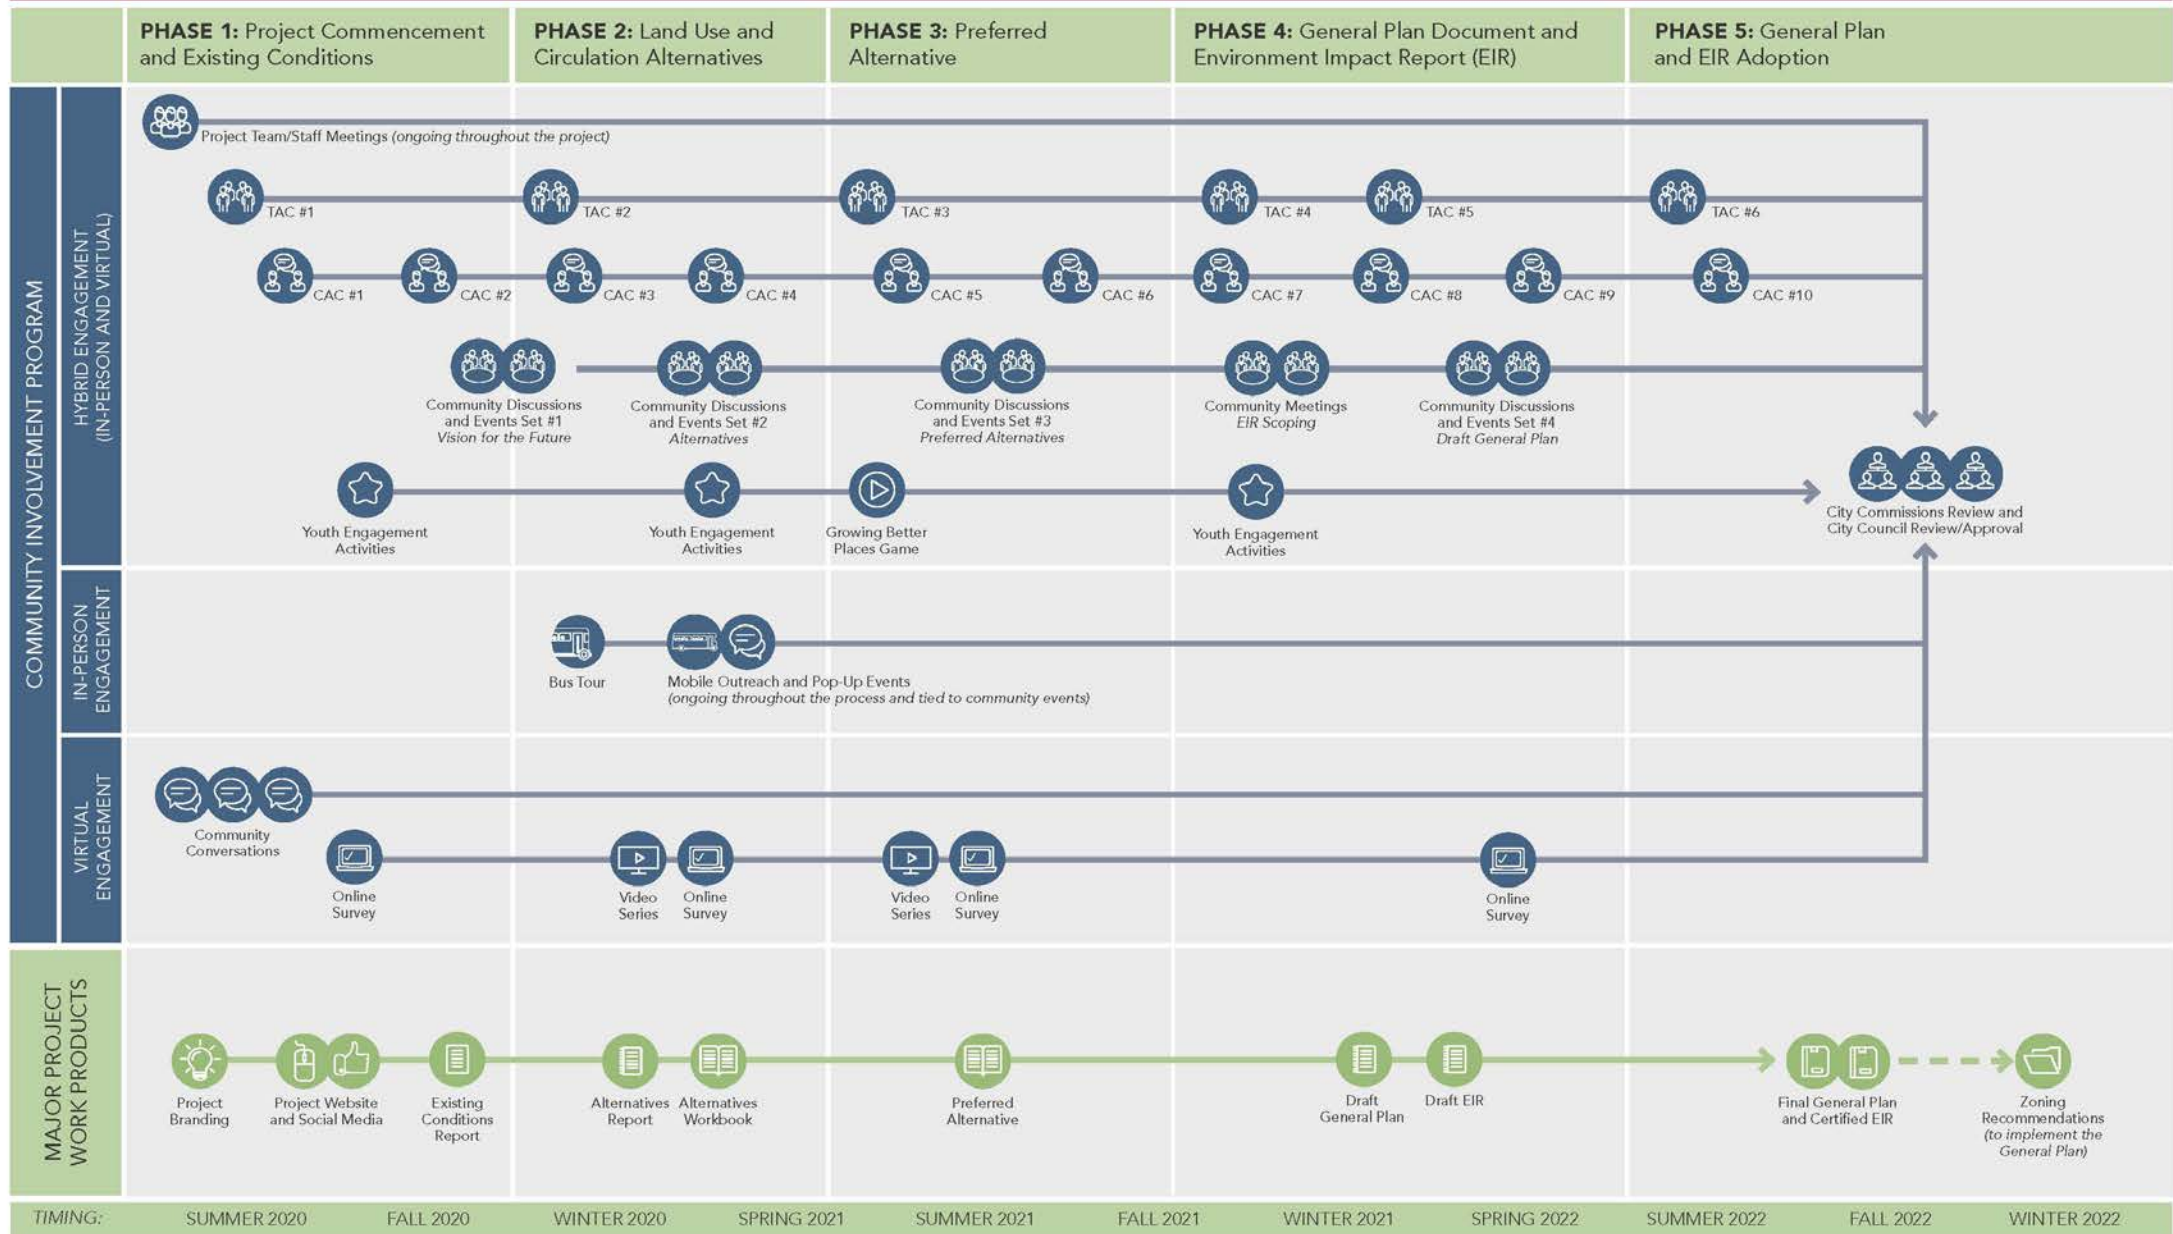 PHASE 1: Project Commencement
and Existing Conditions
PHASE 2: Land Use and
Circulation Alternatives
PHASE 3: Preferred
Alternative
PHASE 4: General Plan Document and
Environment Impact Report (EIR)
PHASE 5: General Plan
and EIR Adoption
COMMUNITY INVOLVEMENT PROGRAM
HYBRID ENGAGEMENT
(IN-PERSON AND VIRTUAL)
Project Team/Staff Meetings (ongoing throughout the project)
TAC #1
TAC #2
TAC #3
TAC #4
TAC #5
TAC #6
CAC #1
CAC #2
CAC #3
CAC #4
CAC #5
CAC #6
CAC #7
CAC #8
CAC #9
CAC #10
Community Discussions
and Events Set #1
Vision for the Future
Community Discussions
and Events Set #2
Alternatives
Community Discussions
and Events Set #3
Preferred Alternatives
Community Meetings
EIR Scoping
Community Discussions
and Events Set #4
Draft General Plan
Youth Engagement
Activities
Youth Engagement
Activities
Growing Better
Places Game
Youth Engagement
Activities
City Commissions Review and
City Council Review/Approval
IN-PERSON
ENGAGEMENT
Bus Tour
Mobile Outreach and Pop-Up Events
(ongoing throughout the process and tied to community events)
VIRTUAL
ENGAGEMENT
Community
Conversations
Online
Survey
Video
Series
Online
Survey
Video
Series
Online
Survey
Online
Survey
MAJOR PROJECT
WORK PRODUCTS
Project
Branding
Project Website
and Social Media
Existing
Conditions
Report
Alternatives
Report
Alternatives
Workbook
Preferred
Alternative
Draft
General Plan
Draft EIR
Final General Plan
and Certified EIR
Zoning
Recommendations
(to implement the
General Plan)
TIMING:
SUMMER 2020
FALL 2020
WINTER 2020
SPRING 2021
SUMMER 2021
FALL 2021
WINTER 2021
SPRING 2022
SUMMER 2022
FALL 2022
WINTER 2022